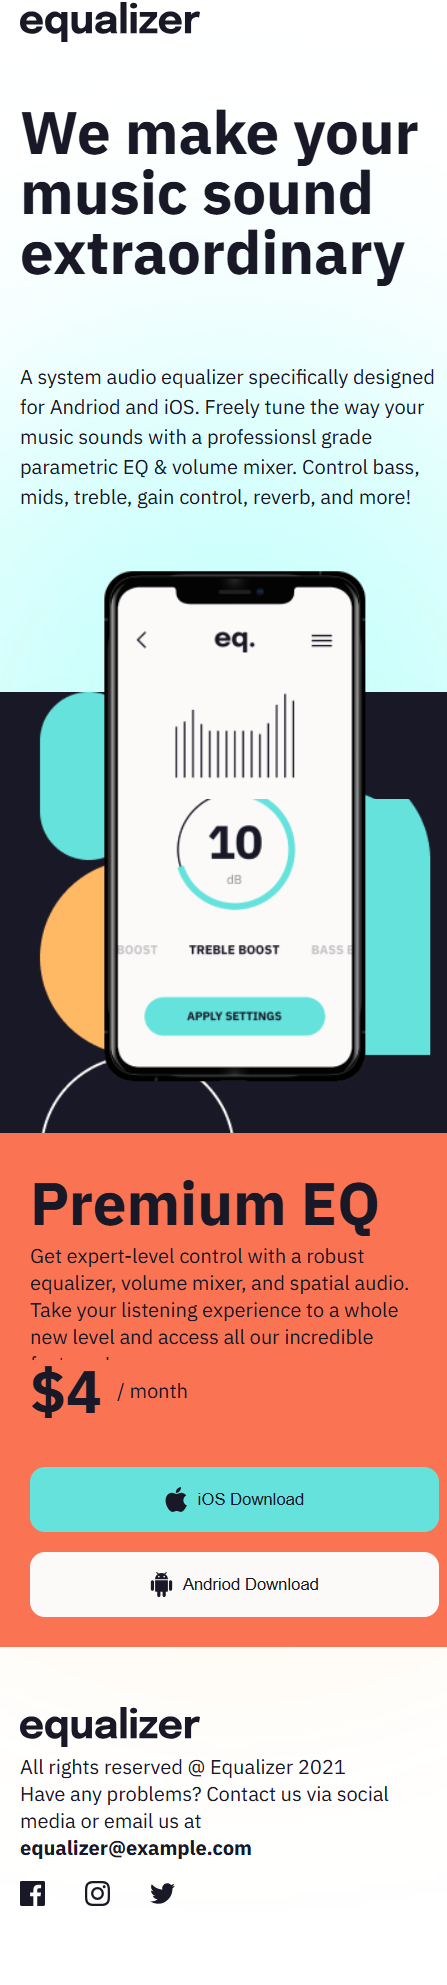 equalizer
We make your
music sound
extraordinary
A system audio equalizer specifically designed
for Andriod and iOS. Freely tune the way your
music sounds with a professionsl grade
parametric EQ & volume mixer. Control bass,
mids, treble, gain control, reverb, and more!
eq.
10
dB
BOOST TREBLE BOOST BASS
APPLY SETTINGS
Premium EQ
Get expert-level control with a robust
equalizer, volume mixer, and spatial audio.
Take your listening experience to a whole
new level and access all our incredible
$4 / month
iOS Download
Andriod Download
equalizer
All rights reserved @ Equalizer 2021
Have any problems? Contact us via social
media or email us at
equalizer@example.com